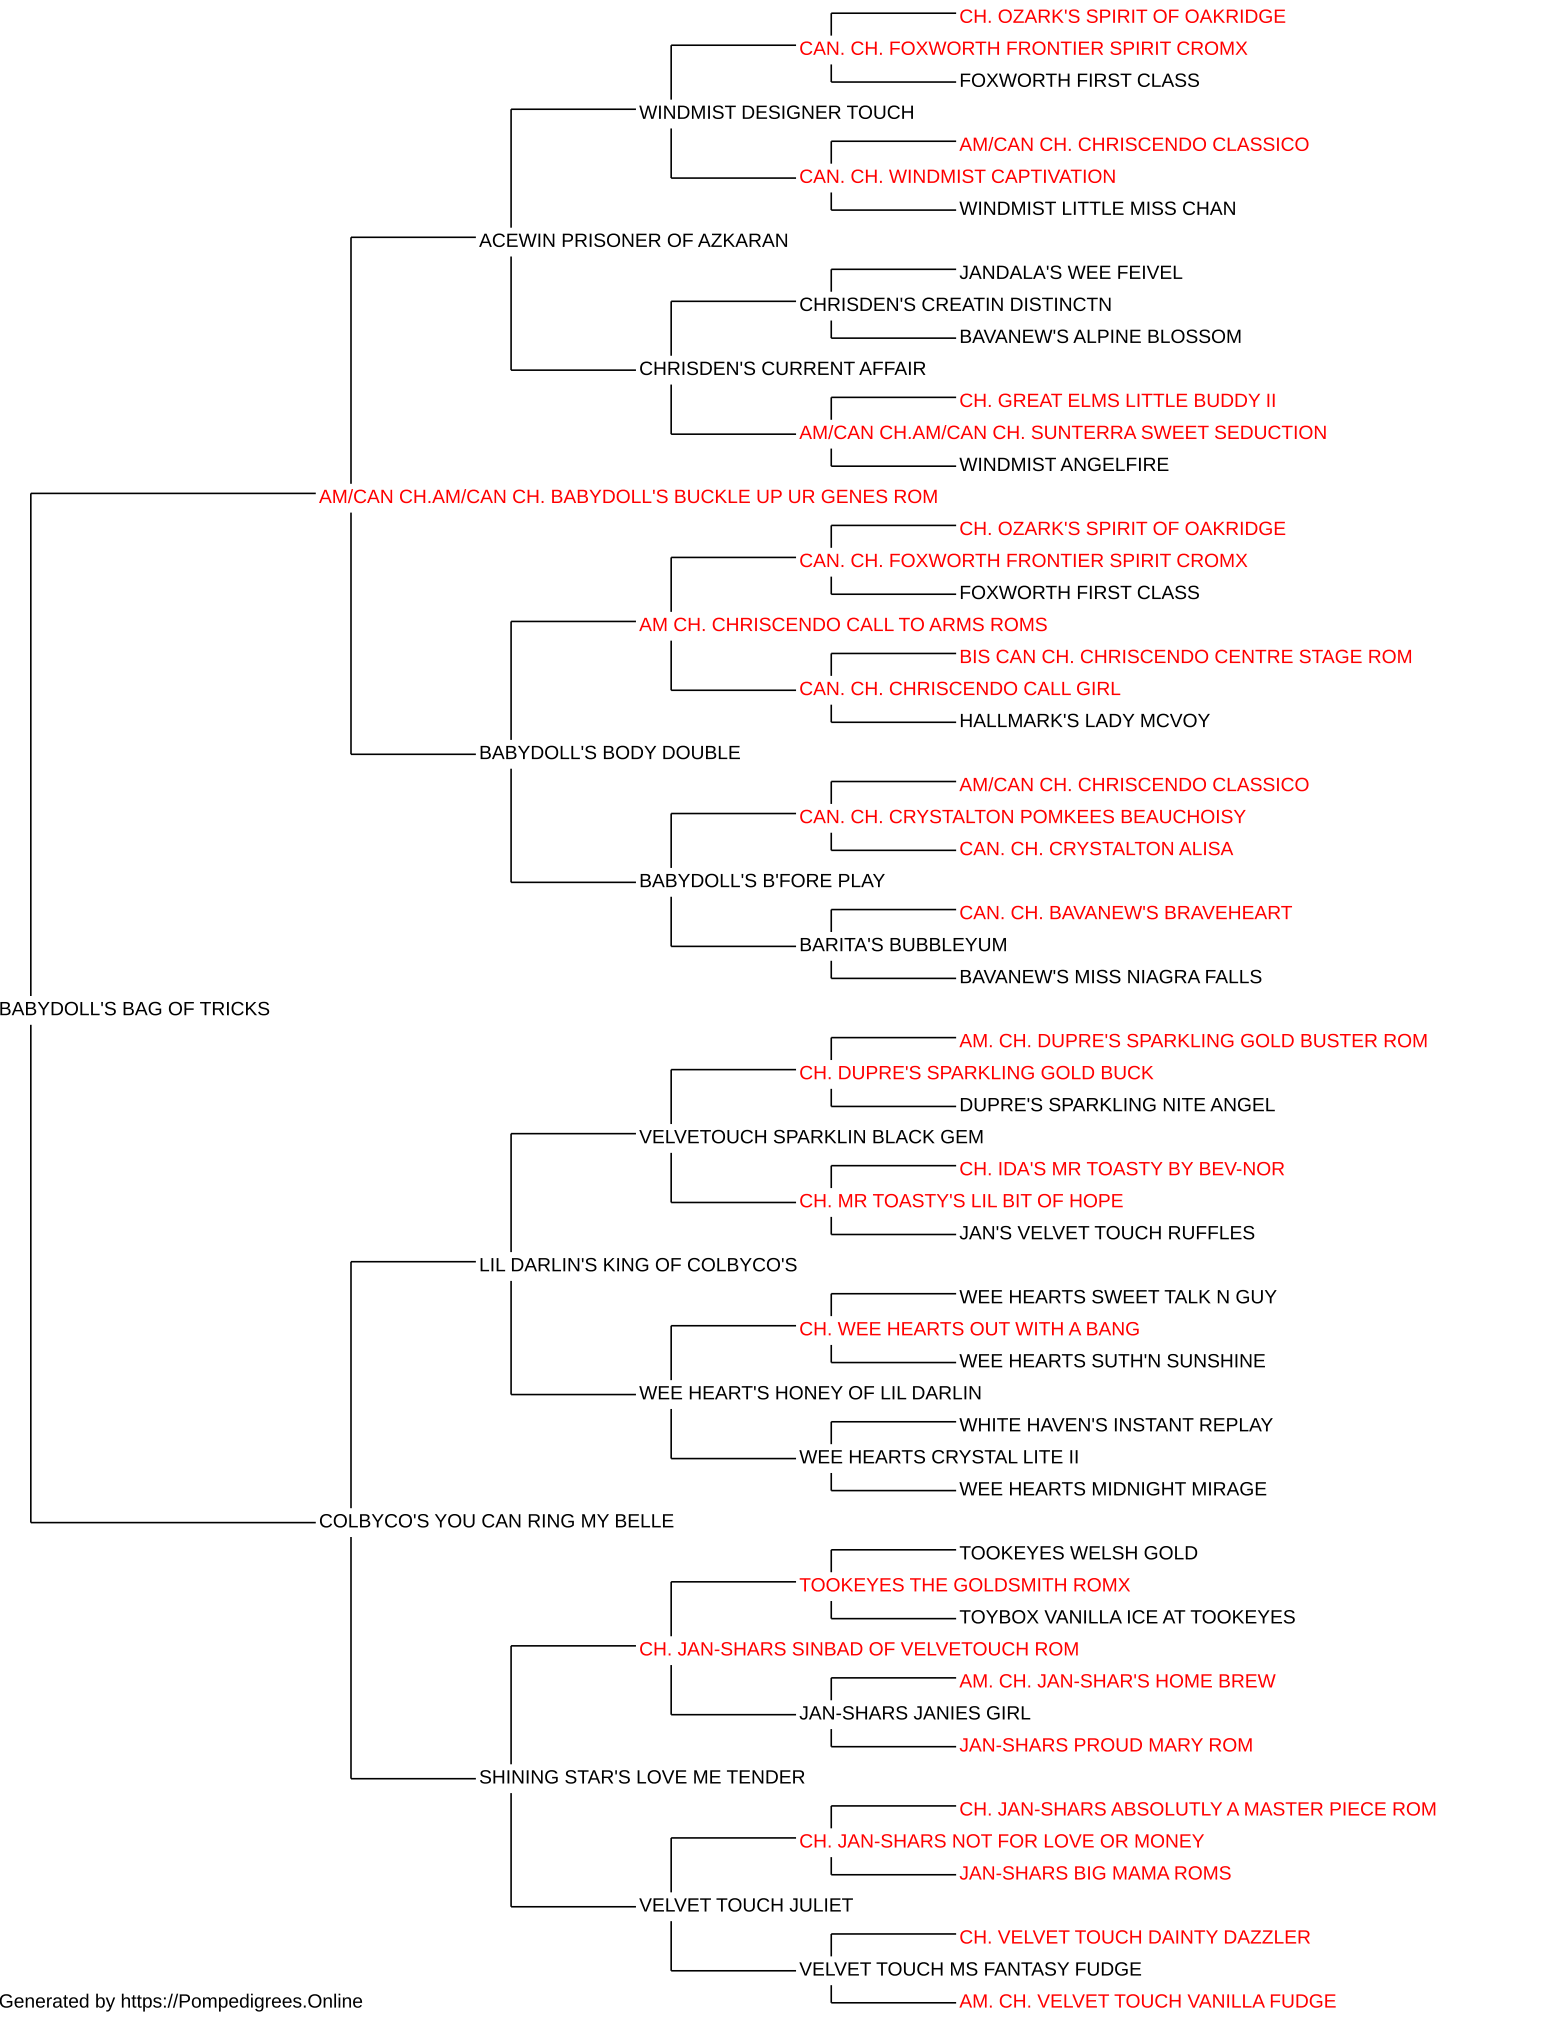 CH. OZARK'S SPIRIT OF OAKRIDGE
CAN. CH. FOXWORTH FRONTIER SPIRIT CROMX
FOXWORTH FIRST CLASS
WINDMIST DESIGNER TOUCH
AM/CAN CH. CHRISCENDO CLASSICO
CAN. CH. WINDMIST CAPTIVATION
WINDMIST LITTLE MISS CHAN
ACEWIN PRISONER OF AZKARAN
JANDALA'S WEE FEIVEL
CHRISDEN'S CREATIN DISTINCTN
BAVANEW'S ALPINE BLOSSOM
CHRISDEN'S CURRENT AFFAIR
CH. GREAT ELMS LITTLE BUDDY II
AM/CAN CH.AM/CAN CH. SUNTERRA SWEET SEDUCTION
WINDMIST ANGELFIRE
AM/CAN CH.AM/CAN CH. BABYDOLL'S BUCKLE UP UR GENES ROM
CH. OZARK'S SPIRIT OF OAKRIDGE
CAN. CH. FOXWORTH FRONTIER SPIRIT CROMX
FOXWORTH FIRST CLASS
AM CH. CHRISCENDO CALL TO ARMS ROMS
BIS CAN CH. CHRISCENDO CENTRE STAGE ROM
CAN. CH. CHRISCENDO CALL GIRL
HALLMARK'S LADY MCVOY
BABYDOLL'S BODY DOUBLE
AM/CAN CH. CHRISCENDO CLASSICO
CAN. CH. CRYSTALTON POMKEES BEAUCHOISY
CAN. CH. CRYSTALTON ALISA
BABYDOLL'S B'FORE PLAY
CAN. CH. BAVANEW'S BRAVEHEART
BARITA'S BUBBLEYUM
BAVANEW'S MISS NIAGRA FALLS
BABYDOLL'S BAG OF TRICKS
AM. CH. DUPRE'S SPARKLING GOLD BUSTER ROM
CH. DUPRE'S SPARKLING GOLD BUCK
DUPRE'S SPARKLING NITE ANGEL
VELVETOUCH SPARKLIN BLACK GEM
CH. IDA'S MR TOASTY BY BEV-NOR
CH. MR TOASTY'S LIL BIT OF HOPE
JAN'S VELVET TOUCH RUFFLES
LIL DARLIN'S KING OF COLBYCO'S
WEE HEARTS SWEET TALK N GUY
CH. WEE HEARTS OUT WITH A BANG
WEE HEARTS SUTH'N SUNSHINE
WEE HEART'S HONEY OF LIL DARLIN
WHITE HAVEN'S INSTANT REPLAY
WEE HEARTS CRYSTAL LITE II
WEE HEARTS MIDNIGHT MIRAGE
COLBYCO'S YOU CAN RING MY BELLE
TOOKEYES WELSH GOLD
TOOKEYES THE GOLDSMITH ROMX
TOYBOX VANILLA ICE AT TOOKEYES
CH. JAN-SHARS SINBAD OF VELVETOUCH ROM
AM. CH. JAN-SHAR'S HOME BREW
JAN-SHARS JANIES GIRL
JAN-SHARS PROUD MARY ROM
SHINING STAR'S LOVE ME TENDER
CH. JAN-SHARS ABSOLUTLY A MASTER PIECE ROM
CH. JAN-SHARS NOT FOR LOVE OR MONEY
JAN-SHARS BIG MAMA ROMS
VELVET TOUCH JULIET
CH. VELVET TOUCH DAINTY DAZZLER
VELVET TOUCH MS FANTASY FUDGE
AM. CH. VELVET TOUCH VANILLA FUDGE
Generated by https://Pompedigrees.Online